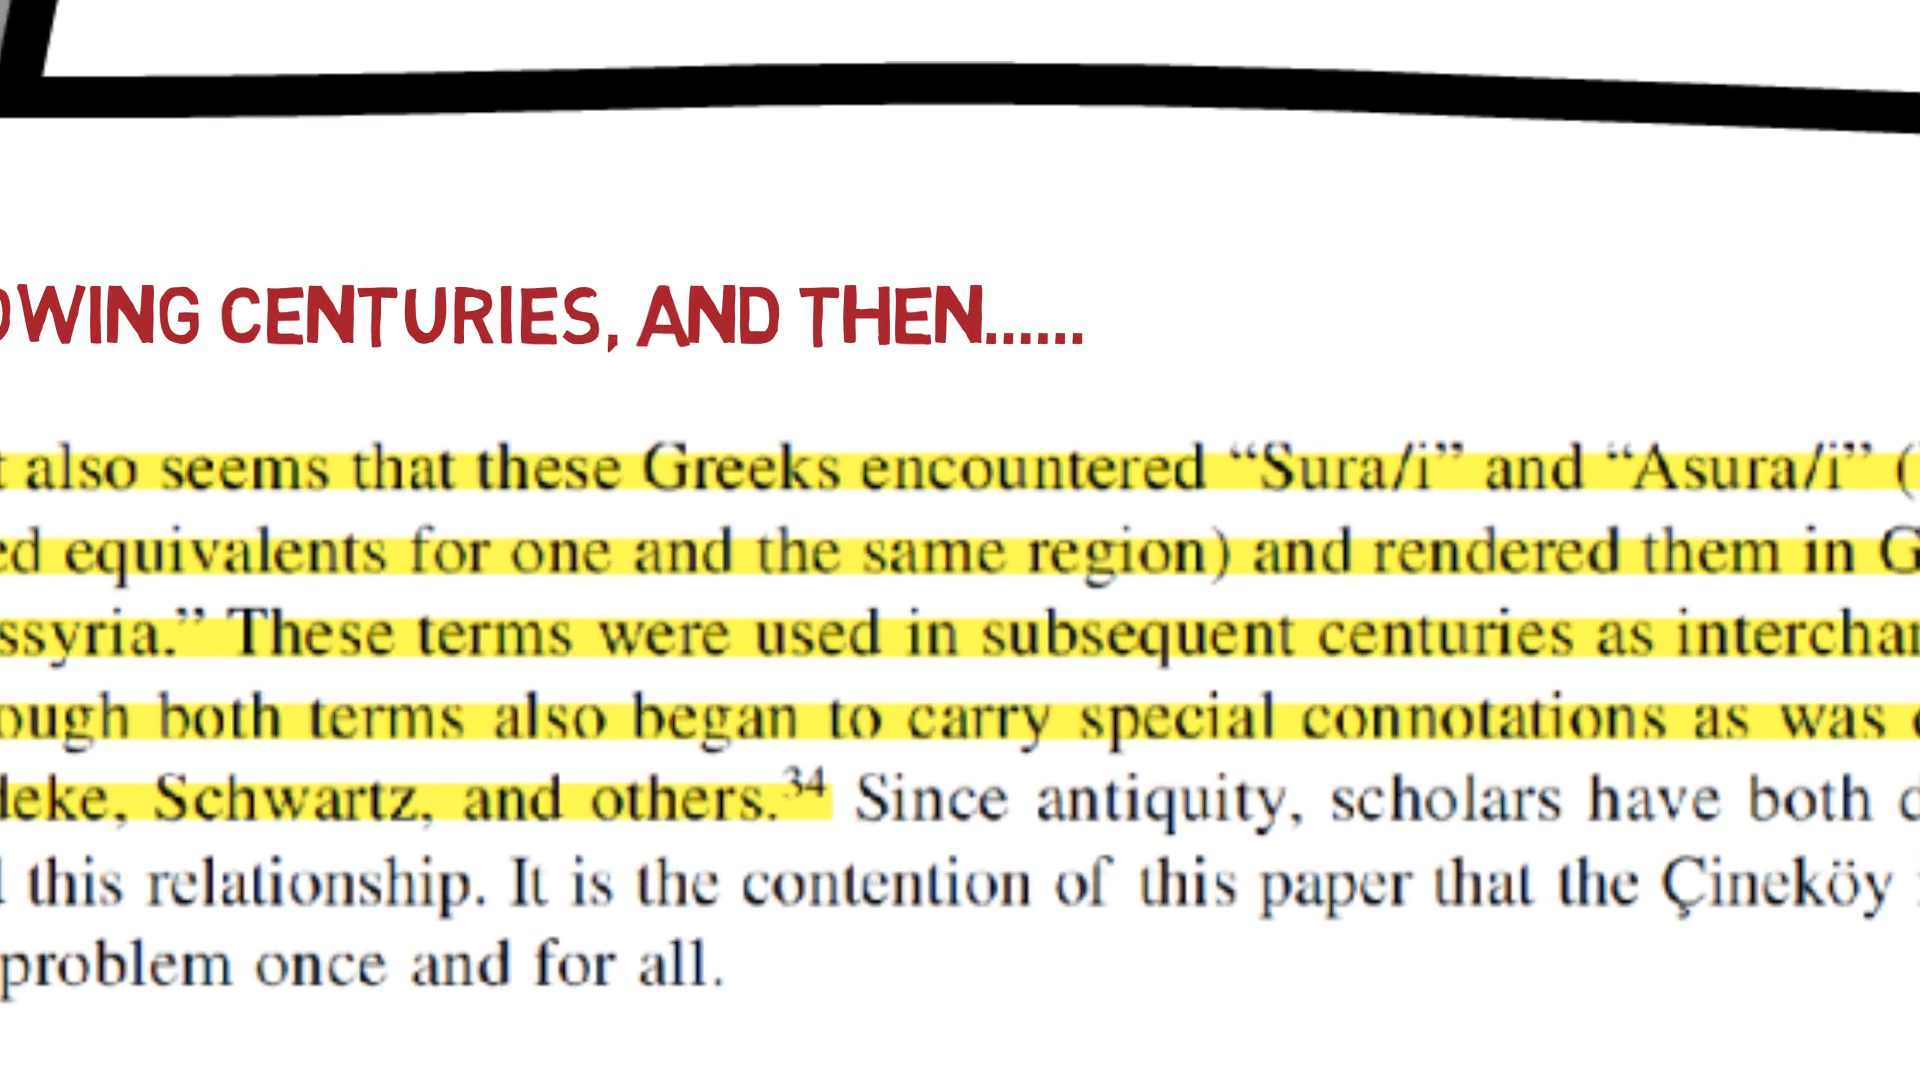 OWING CENTURIES, AND THEN......
t also seems that these Greeks encountered “Sura/i” and “Asura/i” (
ed equivalents for one and the same region) and rendered them in G
ssyria.” These terms were used in subsequent centuries as interchan
ough both terms also began to carry special connotations as was
deke, Schwartz, and others.34 Since antiquity, scholars have both
this relationship. It is the contention of this paper that the Çineköy
problem once and for all.